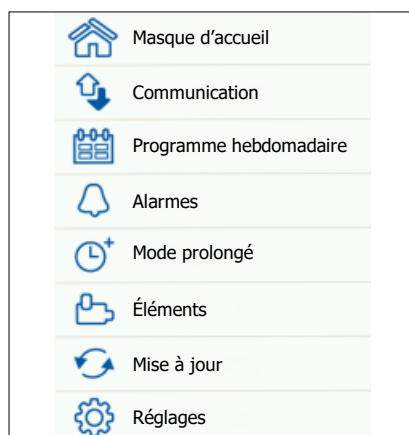 Masque d’accueil
Communication
Programme hebdomadaire
Alarmes
Mode prolongé
Éléments
Mise à jour
Réglages